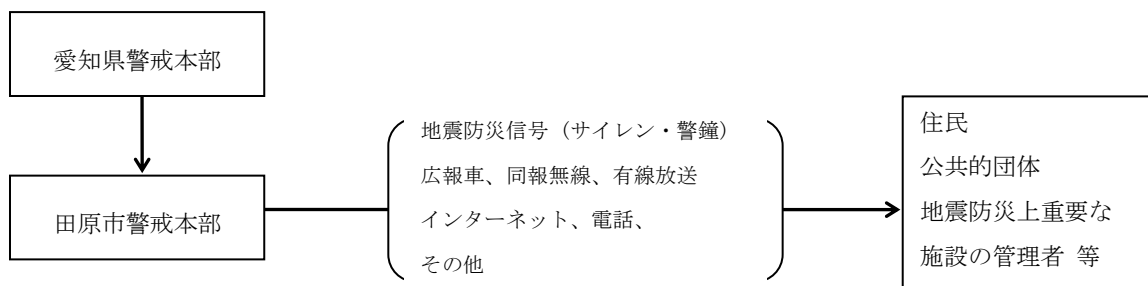 愛知県警戒本部
田原市警戒本部
地震防災信号（サイレン・警鐘）
広報車、同報無線、有線放送
インターネット、電話、
その他
住民
公共的団体
地震防災上重要な
施設の管理者 等